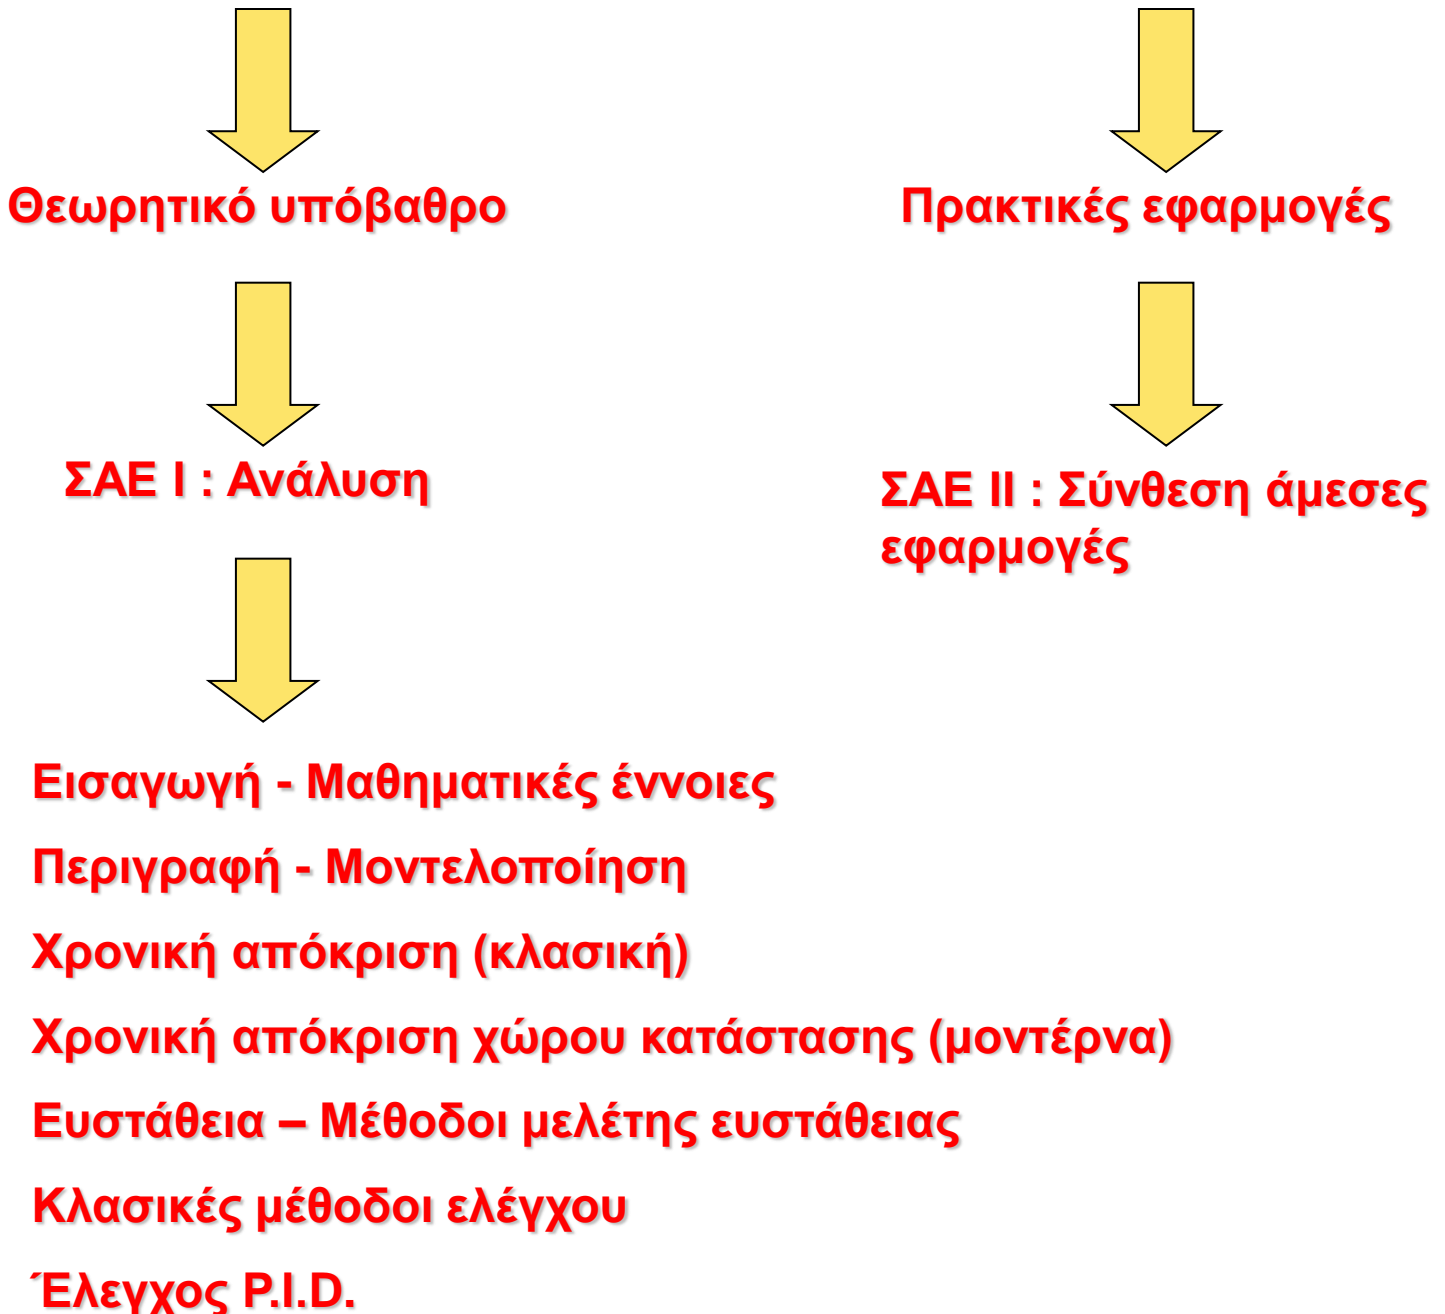 Θεωρητικό υπόβαθρο
Πρακτικές εφαρμογές
ΣΑΕ Ι : Ανάλυση
ΣΑΕ ΙΙ : Σύνθεση άμεσες
εφαρμογές
Εισαγωγή - Μαθηματικές έννοιες
Περιγραφή - Μοντελοποίηση
Χρονική απόκριση (κλασική)
Χρονική απόκριση χώρου κατάστασης (μοντέρνα)
Ευστάθεια – Μέθοδοι μελέτης ευστάθειας
Κλασικές μέθοδοι ελέγχου
Έλεγχος P.I.D.